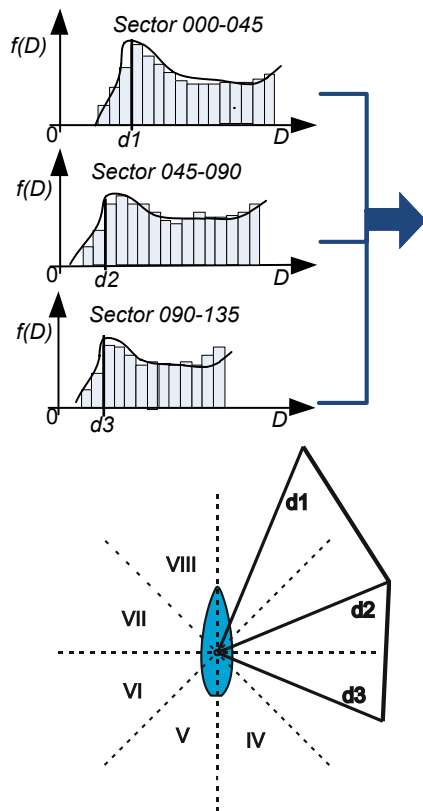 Sector 000-045
f(D)
0
d1
D
Sector 045-090
f(D)
0
d2
D
Sector 090-135
f(D)
0
d3
D
d1
VIII
VII
d2
VI
d3
V
IV